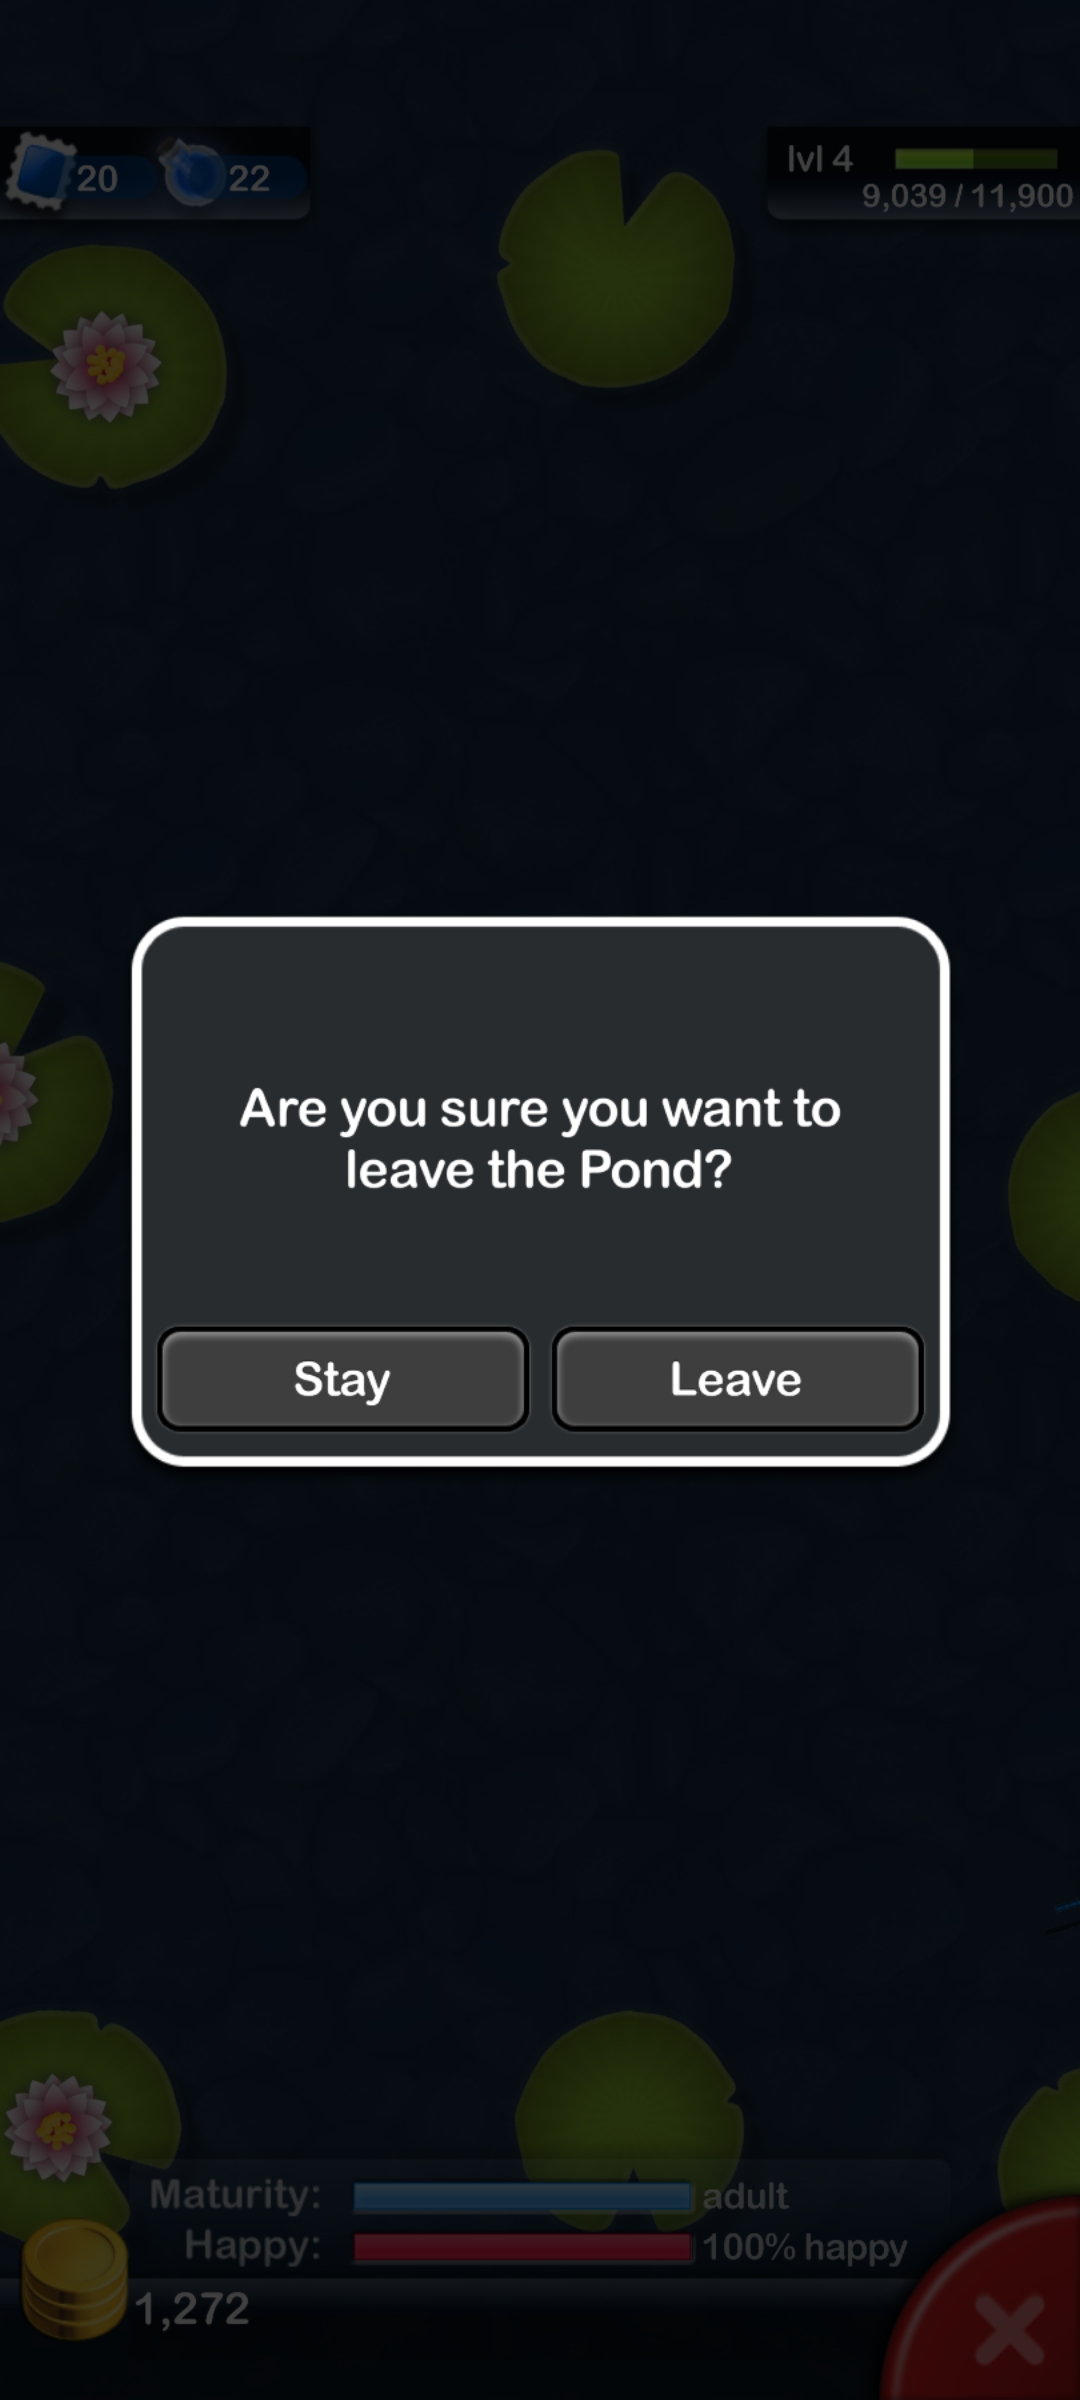 20
22
lvl 4
9,039 / 11,900
Are you sure you want to
leave the Pond?
Stay
Leave
Maturity:
adult
Happy:
100% happy
1,272